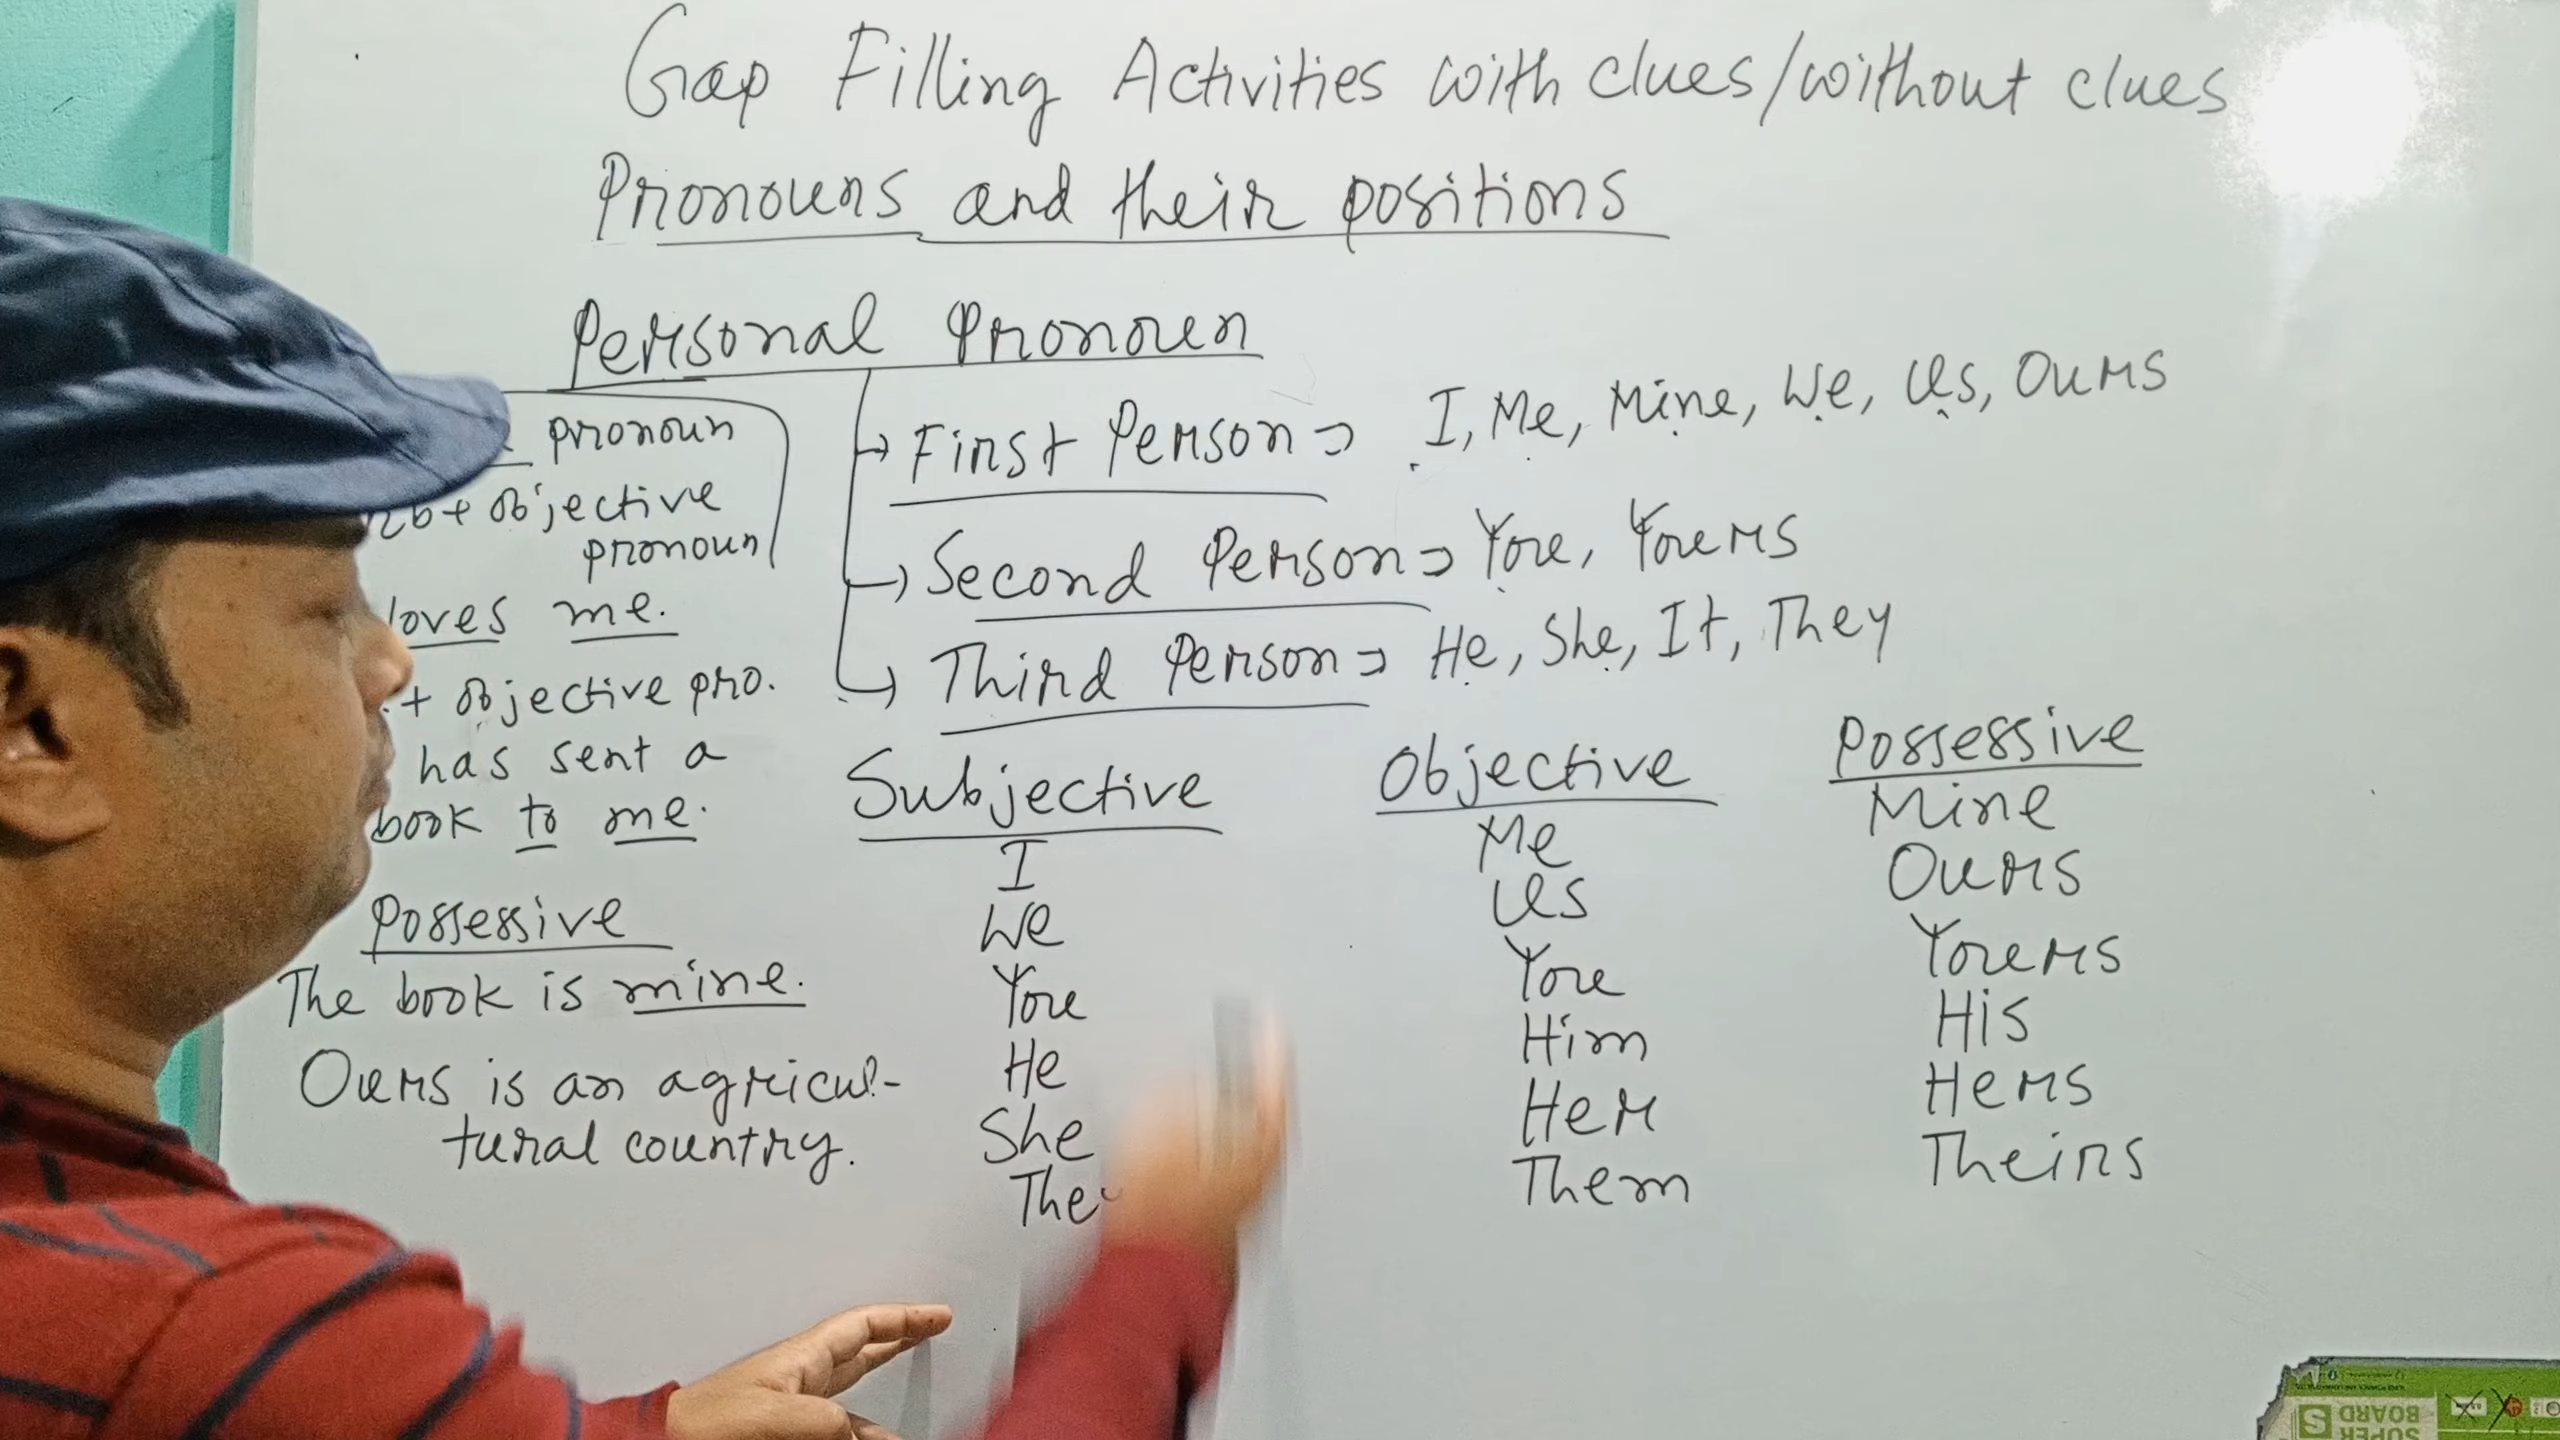 Gap Filling Activities with clues/without clues
Pronouns and their positions
Personal Pronoun
pronoun
+ objective
pronoun
loves me.
+ objective pro.
has sent a
book to me.
Possessive
The book is mine.
Ours is an agricul-
tural country.
→ First Person ⇒ I, Me, Mine, We, Us, Ours
→ Second Person ⇒ You, Yours
→ Third Person ⇒ He, She, It, They
Subjective
I
We
You
He
She
They
Objective
Me
Us
You
Him
Her
Them
Possessive
Mine
Ours
Yours
His
Hers
Theirs
SUPER
BOARD